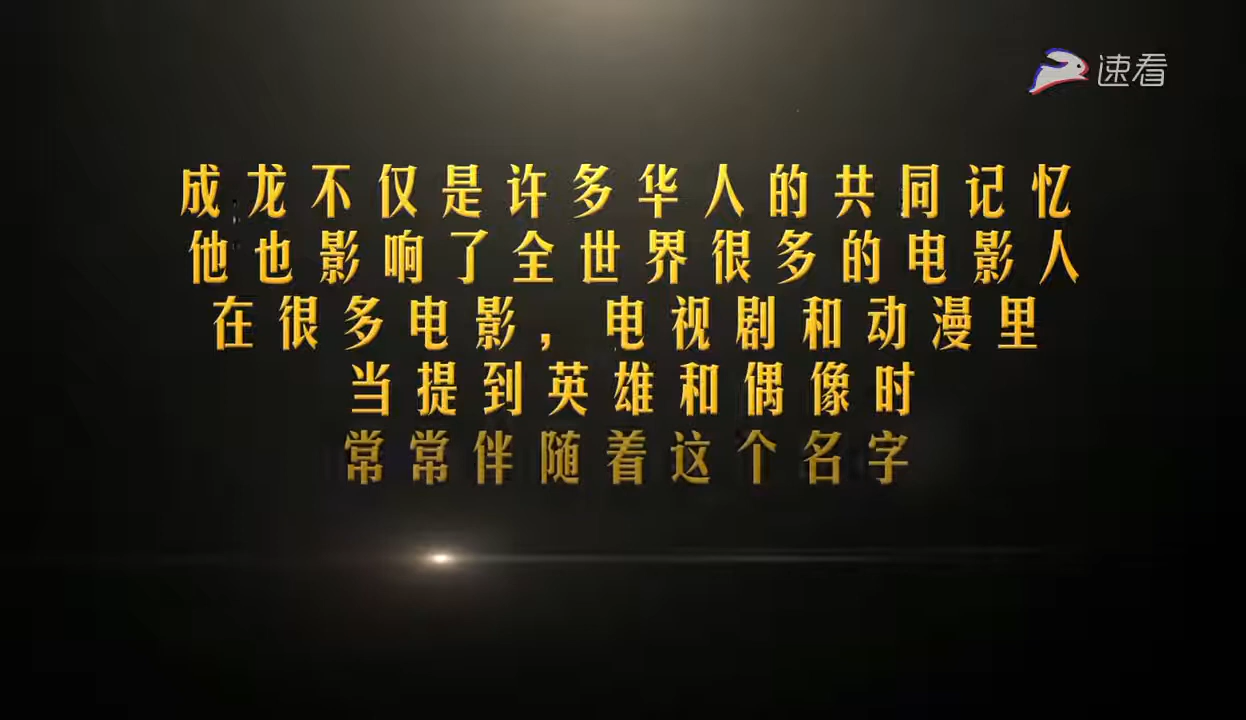 速看
成龙不仅是许多华人的共同记忆
他也影响了全世界很多的电影人
在很多电影，电视剧和动漫里
当提到英雄和偶像时
常常伴随着这个名字